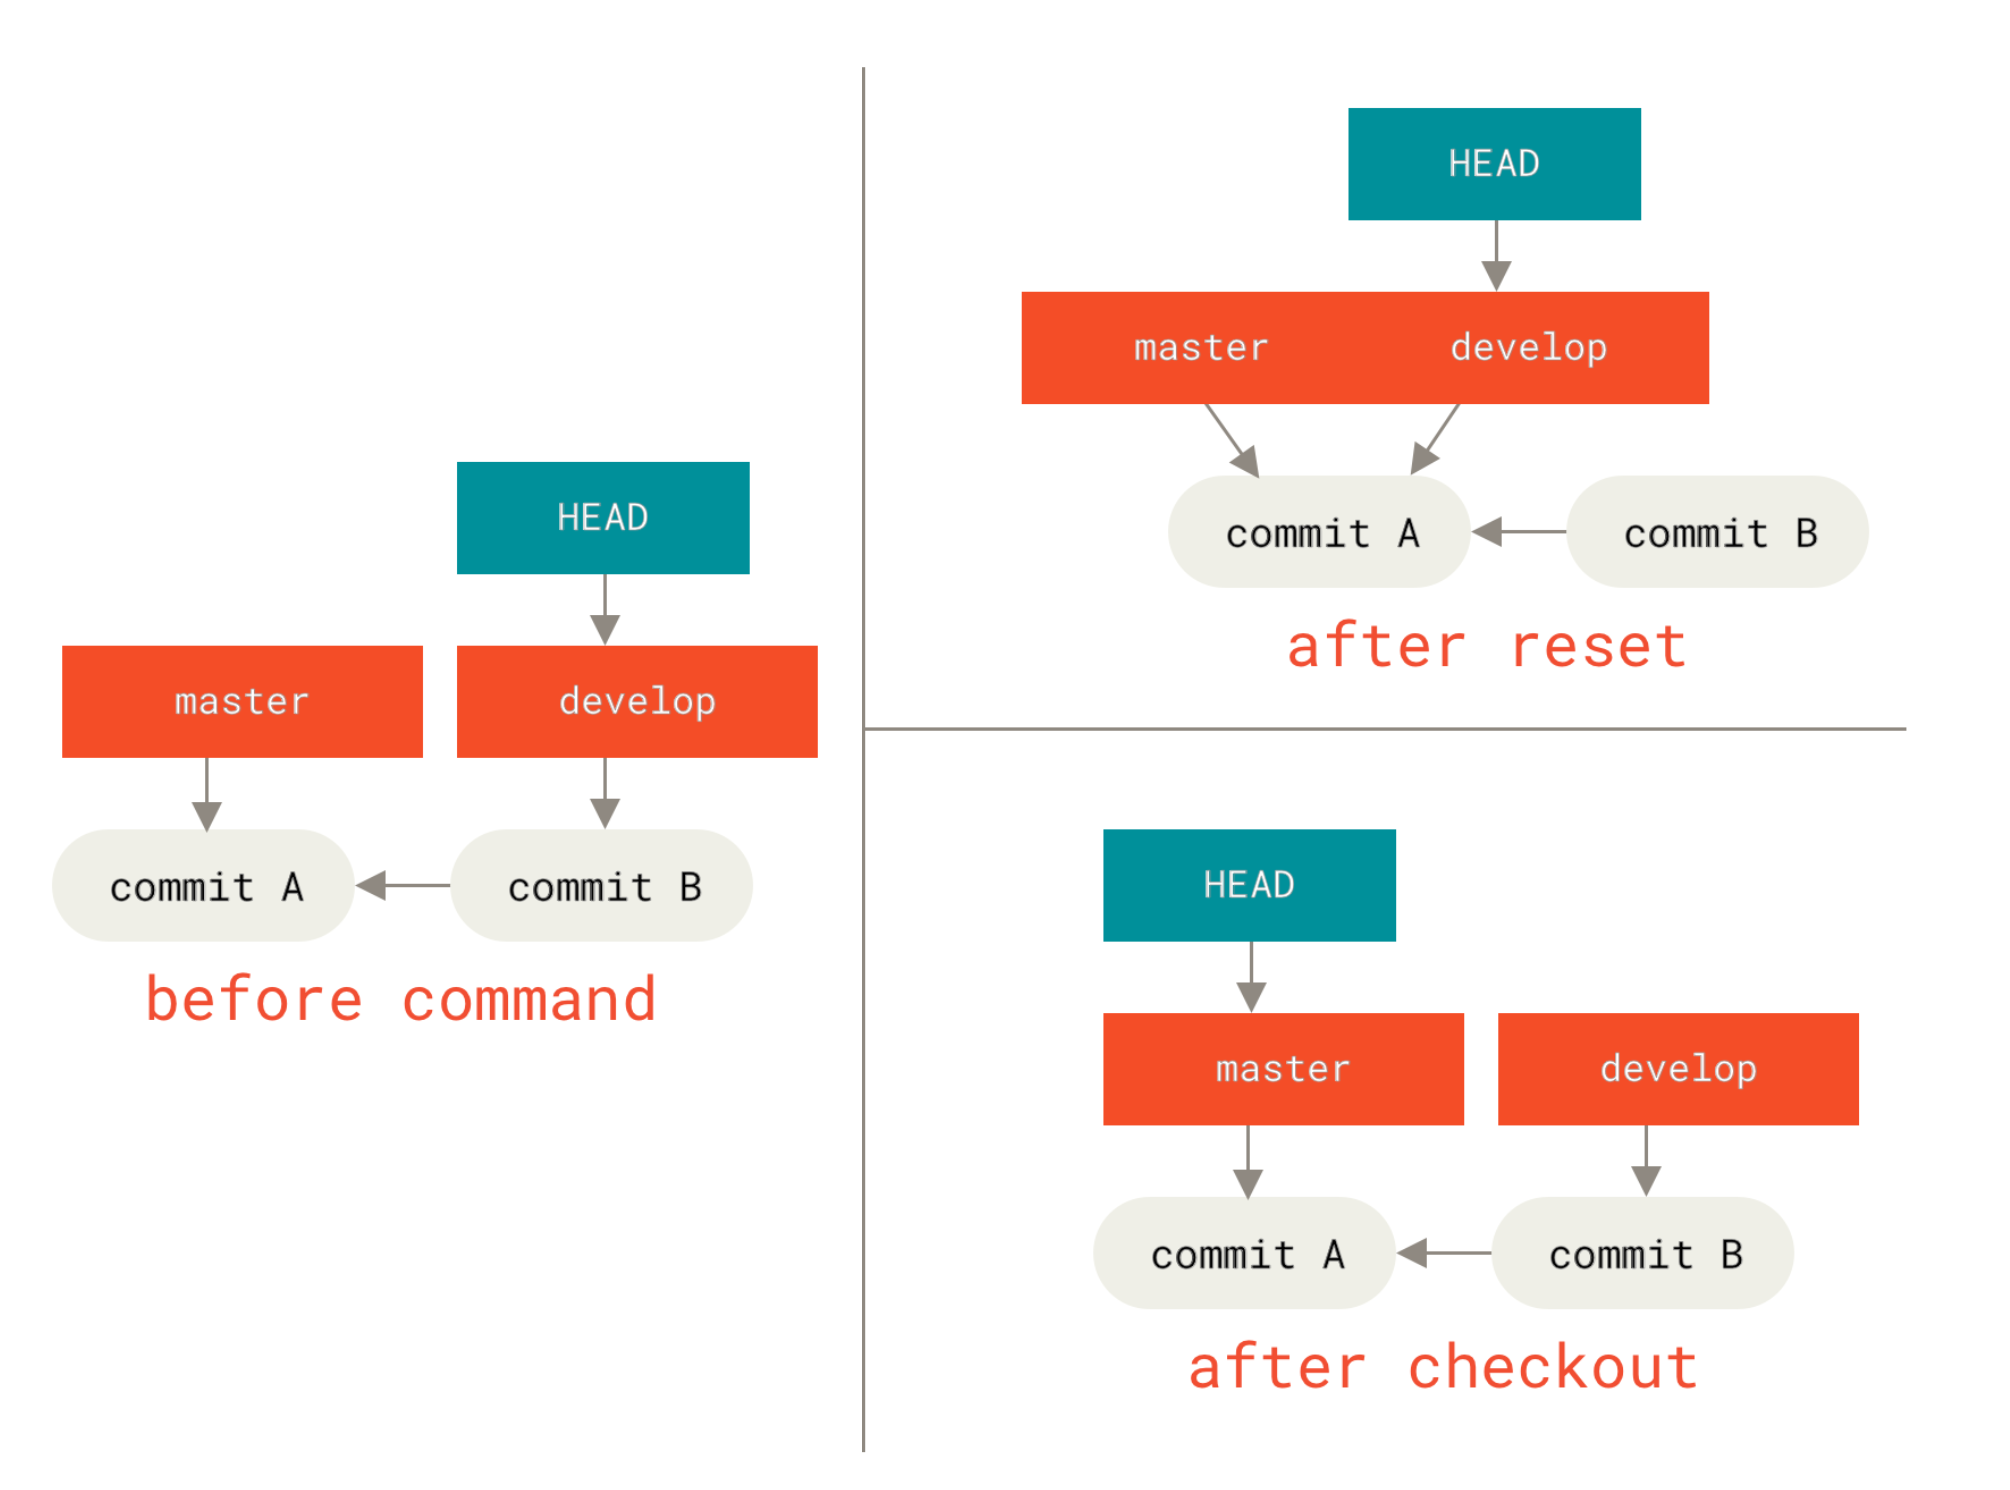 HEAD
master
develop
commit A
commit B
before command
HEAD
master
develop
commit A
commit B
after reset
HEAD
master
develop
commit A
commit B
after checkout